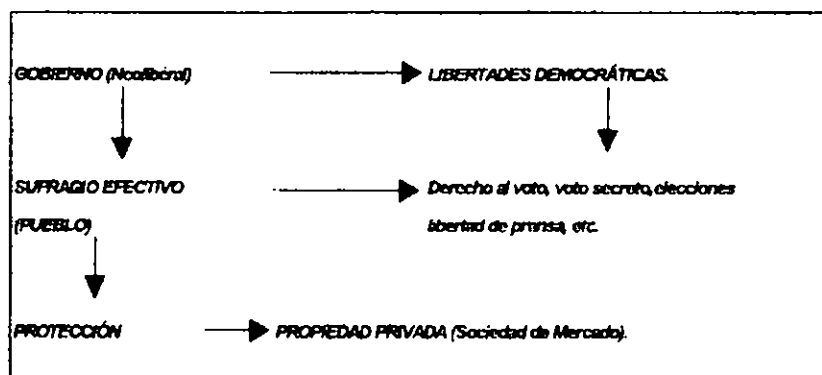 GOBIERNO (Neoliberal) LIBERTADES DEMOCRÁTICAS.
SUFRAGIO EFECTIVO Derecho al voto, voto secreto, elecciones
(PUEBLO) libertad de prensa, etc.
PROTECCIÓN PROPIEDAD PRIVADA (Sociedad de Mercado).